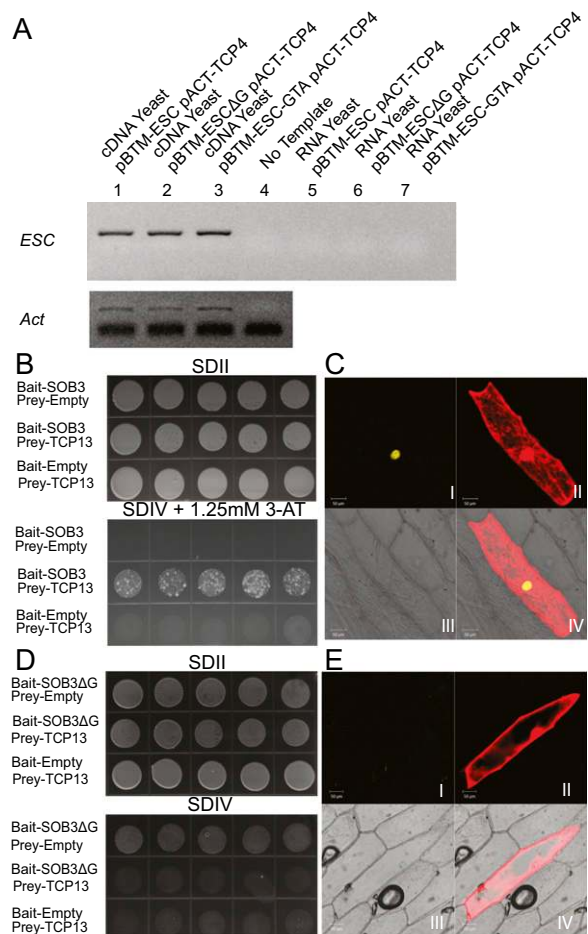 A
cDNA Yeast
pBTM-ESC pACT-TCP4
cDNA Yeast
pBTM-ESCΔG pACT-TCP4
cDNA Yeast
pBTM-ESC-GTA pACT-TCP4
No Template
RNA Yeast
pBTM-ESC pACT-TCP4
RNA Yeast
pBTM-ESCΔG pACT-TCP4
RNA Yeast
pBTM-ESC-GTA pACT-TCP4
1 2 3 4 5 6 7
ESC
Act
B
SDII
Bait-SOB3
Prey-Empty
Bait-SOB3
Prey-TCP13
Bait-Empty
Prey-TCP13
SDIV + 1.25mM 3-AT
Bait-SOB3
Prey-Empty
Bait-SOB3
Prey-TCP13
Bait-Empty
Prey-TCP13
C
I
II
III
IV
D
SDII
Bait-SOB3ΔG
Prey-Empty
Bait-SOB3ΔG
Prey-TCP13
Bait-Empty
Prey-TCP13
SDIV
Bait-SOB3ΔG
Prey-Empty
Bait-SOB3ΔG
Prey-TCP13
Bait-Empty
Prey-TCP13
E
I
II
III
IV